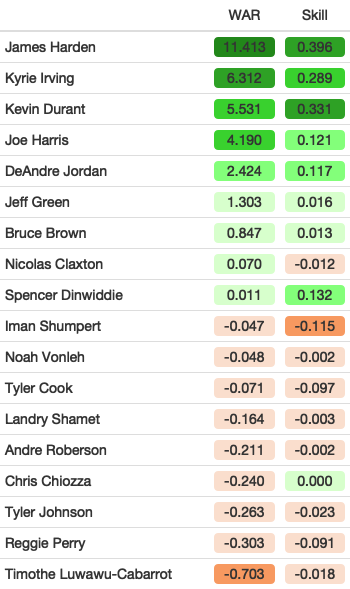 WAR Skill
James Harden 11.413 0.396
Kyrie Irving 6.312 0.289
Kevin Durant 5.531 0.331
Joe Harris 4.190 0.121
DeAndre Jordan 2.424 0.117
Jeff Green 1.303 0.016
Bruce Brown 0.847 0.013
Nicolas Claxton 0.070 -0.012
Spencer Dinwiddie 0.011 0.132
Iman Shumpert -0.047 -0.115
Noah Vonleh -0.048 -0.002
Tyler Cook -0.071 -0.097
Landry Shamet -0.164 -0.003
Andre Roberson -0.211 -0.002
Chris Chiozza -0.240 0.000
Tyler Johnson -0.263 -0.023
Reggie Perry -0.303 -0.091
Timothe Luwawu-Cabarrot -0.703 -0.018